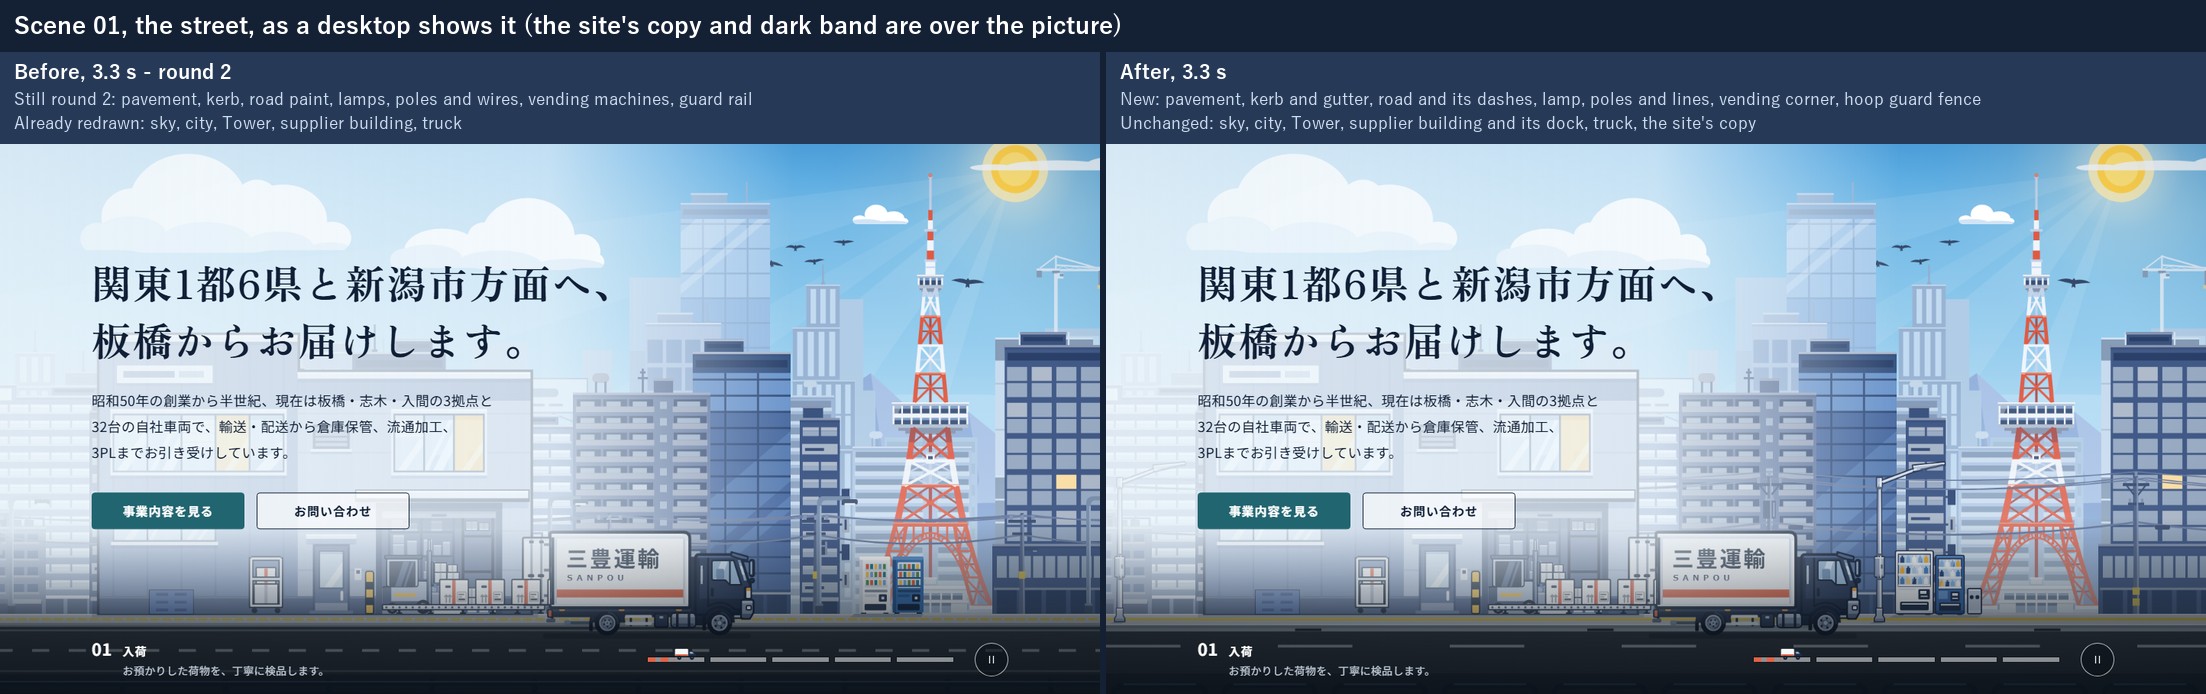 Scene 01, the street, as a desktop shows it (the site's copy and dark band are over the picture)
Before, 3.3 s - round 2
Still round 2: pavement, kerb, road paint, lamps, poles and wires, vending machines, guard rail
Already redrawn: sky, city, Tower, supplier building, truck
関東1都6県と新潟市方面へ、
板橋からお届けします。
昭和50年の創業から半世紀、現在は板橋・志木・入間の3拠点と
32台の自社車両で、輸送・配送から倉庫保管、流通加工、
3PLまでお引き受けしています。
事業内容を見る
お問い合わせ
三豊運輸
SANPOU
01 入荷
お預かりした荷物を、丁寧に検品します。
After, 3.3 s
New: pavement, kerb and gutter, road and its dashes, lamp, poles and lines, vending corner, hoop guard fence
Unchanged: sky, city, Tower, supplier building and its dock, truck, the site's copy
関東1都6県と新潟市方面へ、
板橋からお届けします。
昭和50年の創業から半世紀、現在は板橋・志木・入間の3拠点と
32台の自社車両で、輸送・配送から倉庫保管、流通加工、
3PLまでお引き受けしています。
事業内容を見る
お問い合わせ
三豊運輸
SANPOU
01 入荷
お預かりした荷物を、丁寧に検品します。